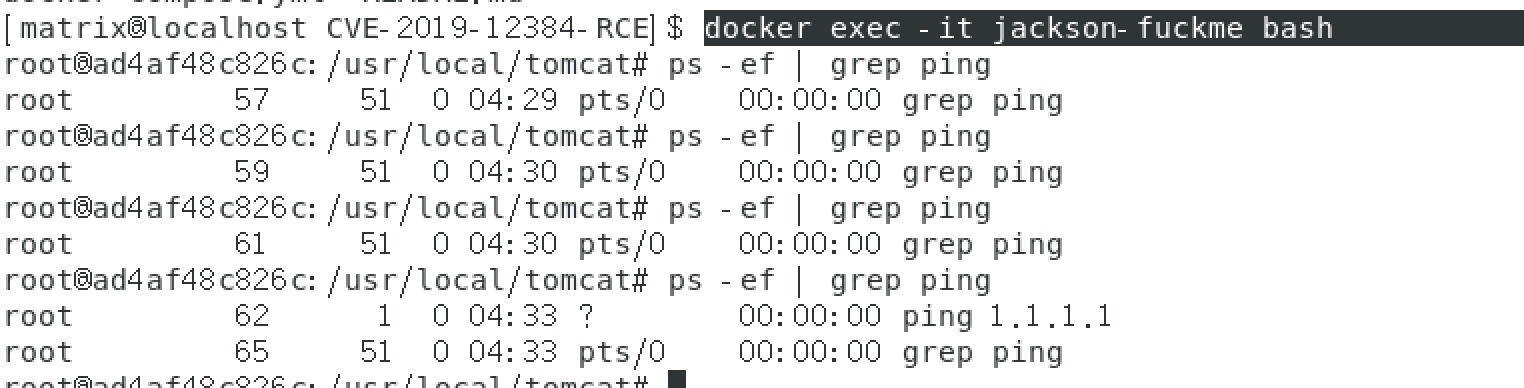 docker-compose.yml README.md
[matrix@localhost CVE-2019-12384-RCE]$ docker exec -it jackson-fuckme bash
root@ad4af48c826c:/usr/local/tomcat# ps -ef | grep ping
root         57     51  0 04:29 pts/0    00:00:00 grep ping
root@ad4af48c826c:/usr/local/tomcat# ps -ef | grep ping
root         59     51  0 04:30 pts/0    00:00:00 grep ping
root@ad4af48c826c:/usr/local/tomcat# ps -ef | grep ping
root         61     51  0 04:30 pts/0    00:00:00 grep ping
root@ad4af48c826c:/usr/local/tomcat# ps -ef | grep ping
root         62      1  0 04:33 ?        00:00:00 ping 1.1.1.1
root         65     51  0 04:33 pts/0    00:00:00 grep ping
root@ad4af48c826c:/usr/local/tomcat#